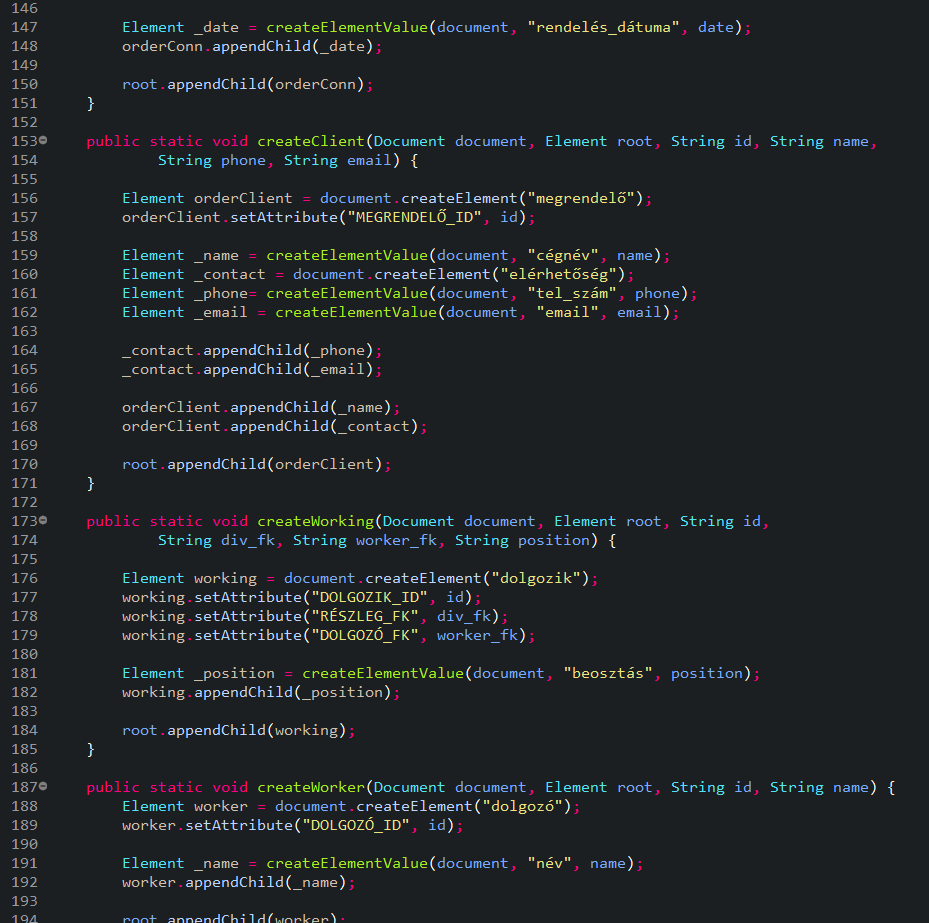 146
147 Element _date = createElementValue(document, "rendelés_dátuma", date);
148 orderConn.appendChild(_date);
149
150 root.appendChild(orderConn);
151 }
152
153 public static void createClient(Document document, Element root, String id, String name,
154 String phone, String email) {
155
156 Element orderClient = document.createElement("megrendelő");
157 orderClient.setAttribute("MEGRENDELŐ_ID", id);
158
159 Element _name = createElementValue(document, "cégnév", name);
160 Element _contact = document.createElement("elérhetőség");
161 Element _phone= createElementValue(document, "tel_szám", phone);
162 Element _email = createElementValue(document, "email", email);
163
164 _contact.appendChild(_phone);
165 _contact.appendChild(_email);
166
167 orderClient.appendChild(_name);
168 orderClient.appendChild(_contact);
169
170 root.appendChild(orderClient);
171 }
172
173 public static void createWorking(Document document, Element root, String id,
174 String div_fk, String worker_fk, String position) {
175
176 Element working = document.createElement("dolgozik");
177 working.setAttribute("DOLGOZIK_ID", id);
178 working.setAttribute("RÉSZLEG_FK", div_fk);
179 working.setAttribute("DOLGOZÓ_FK", worker_fk);
180
181 Element _position = createElementValue(document, "beosztás", position);
182 working.appendChild(_position);
183
184 root.appendChild(working);
185 }
186
187 public static void createWorker(Document document, Element root, String id, String name) {
188 Element worker = document.createElement("dolgozó");
189 worker.setAttribute("DOLGOZÓ_ID", id);
190
191 Element _name = createElementValue(document, "név", name);
192 worker.appendChild(_name);
193
194 root.appendChild(worker);